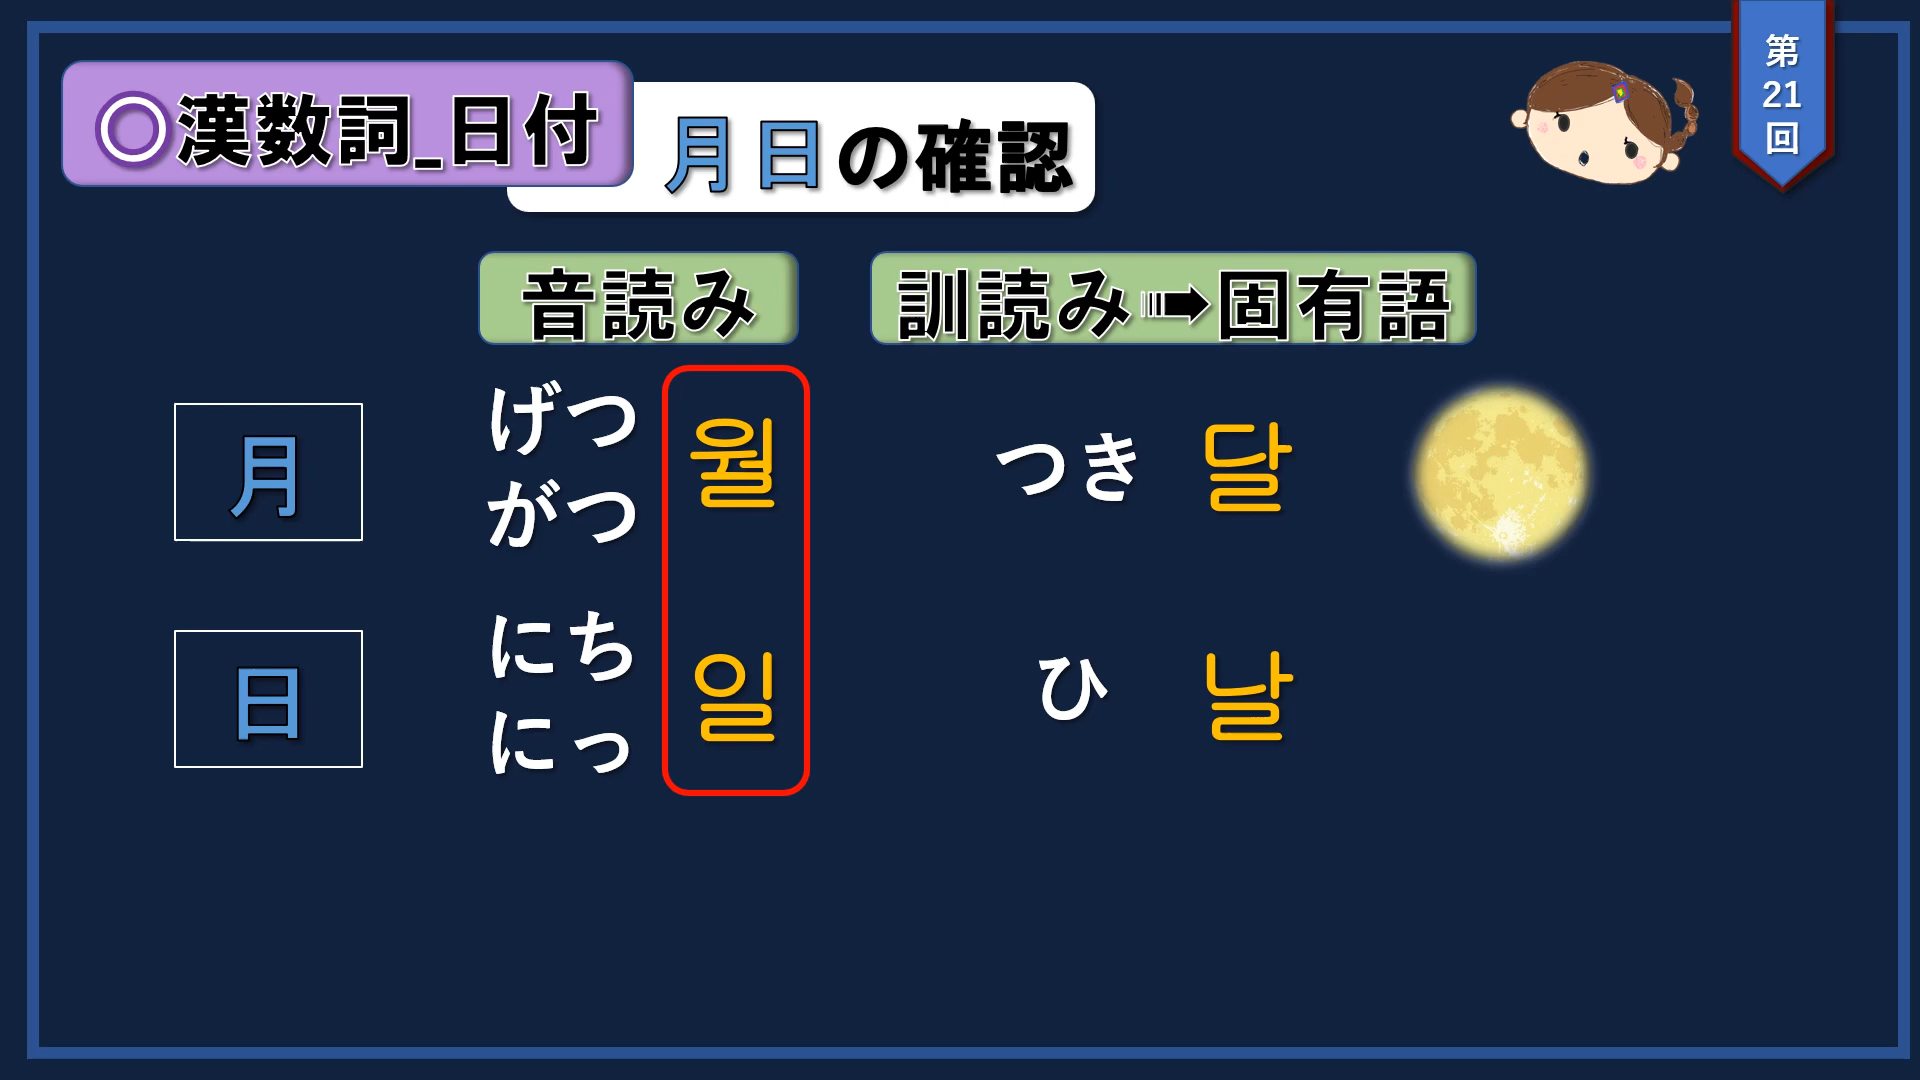 ◎漢数詞_日付
月日の確認
第
21
回
音読み
訓読み➡固有語
月
げつ
がつ
월
つき 달
日
にち
にっ
일
ひ 날